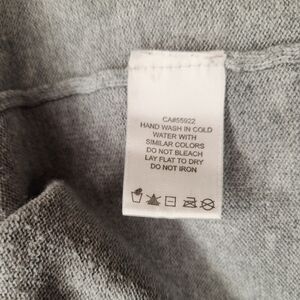 CA#55922
HAND WASH IN COLD
WATER WITH
SIMILAR COLORS
DO NOT BLEACH
LAY FLAT TO DRY
DO NOT IRON